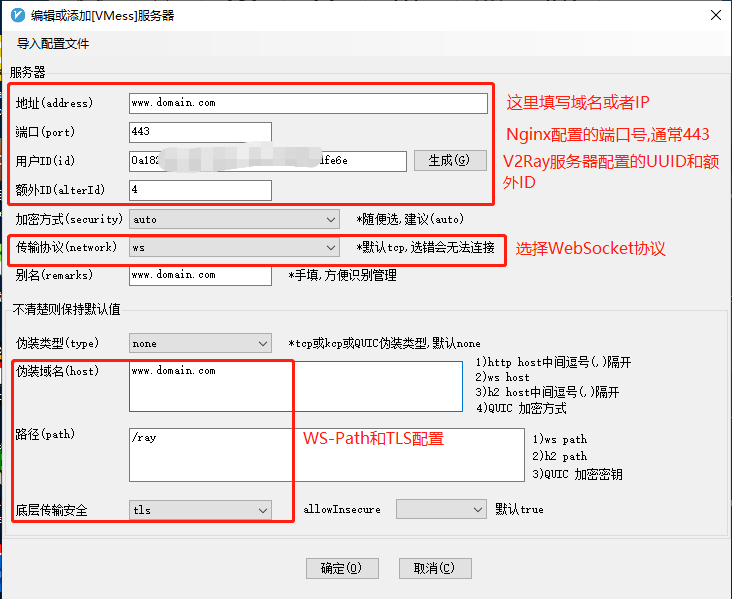 编辑或添加[VMess]服务器
导入配置文件
服务器
地址(address) www.domain.com 这里填写域名或者IP
端口(port) 443 Nginx配置的端口号,通常443
用户ID(id) 0a182 dfe6e 生成(G) V2Ray服务器配置的UUID和额
外ID
额外ID(alterId) 4
加密方式(security) auto *随便选,建议(auto)
传输协议(network) ws *默认tcp,选错会无法连接 选择WebSocket协议
别名(remarks) www.domain.com *手填,方便识别管理
不清楚则保持默认值
伪装类型(type) none *tcp或kcp或QUIC伪装类型,默认none
伪装域名(host) www.domain.com 1)http host中间逗号(,)隔开
2)ws host
3)h2 host中间逗号(,)隔开
4)QUIC 加密方式
路径(path) /ray WS-Path和TLS配置 1)ws path
2)h2 path
3)QUIC 加密密钥
底层传输安全 tls allowInsecure 默认true
确定(O) 取消(C)